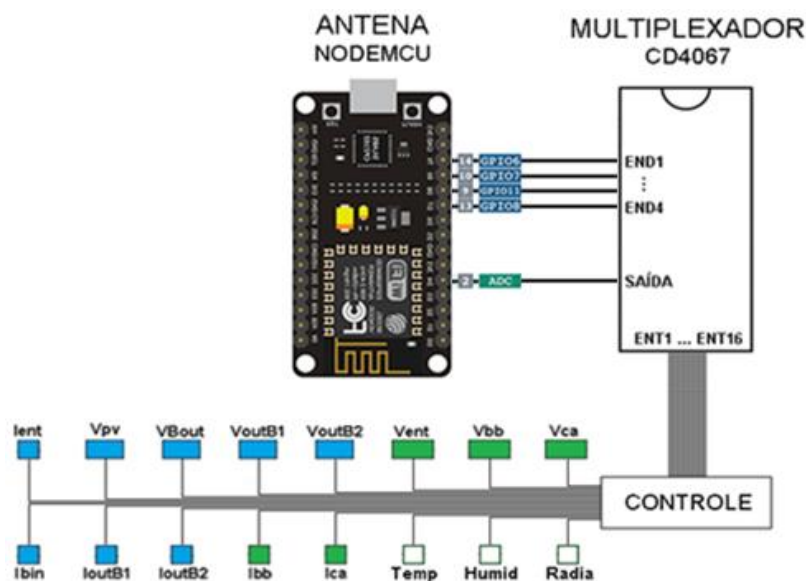 ANTENA
NODEMCU
MULTIPLEXADOR
CD4067
GPIO6
GPIO7
GPIO11
GPIO8
ADC
END1
END4
SAÍDA
ENT1 ... ENT16
Ient Vpv VBout VoutB1 VoutB2 Vent Vbb Vca
CONTROLE
Ibin IoutB1 IoutB2 Ibb Ica Temp Humid Radia